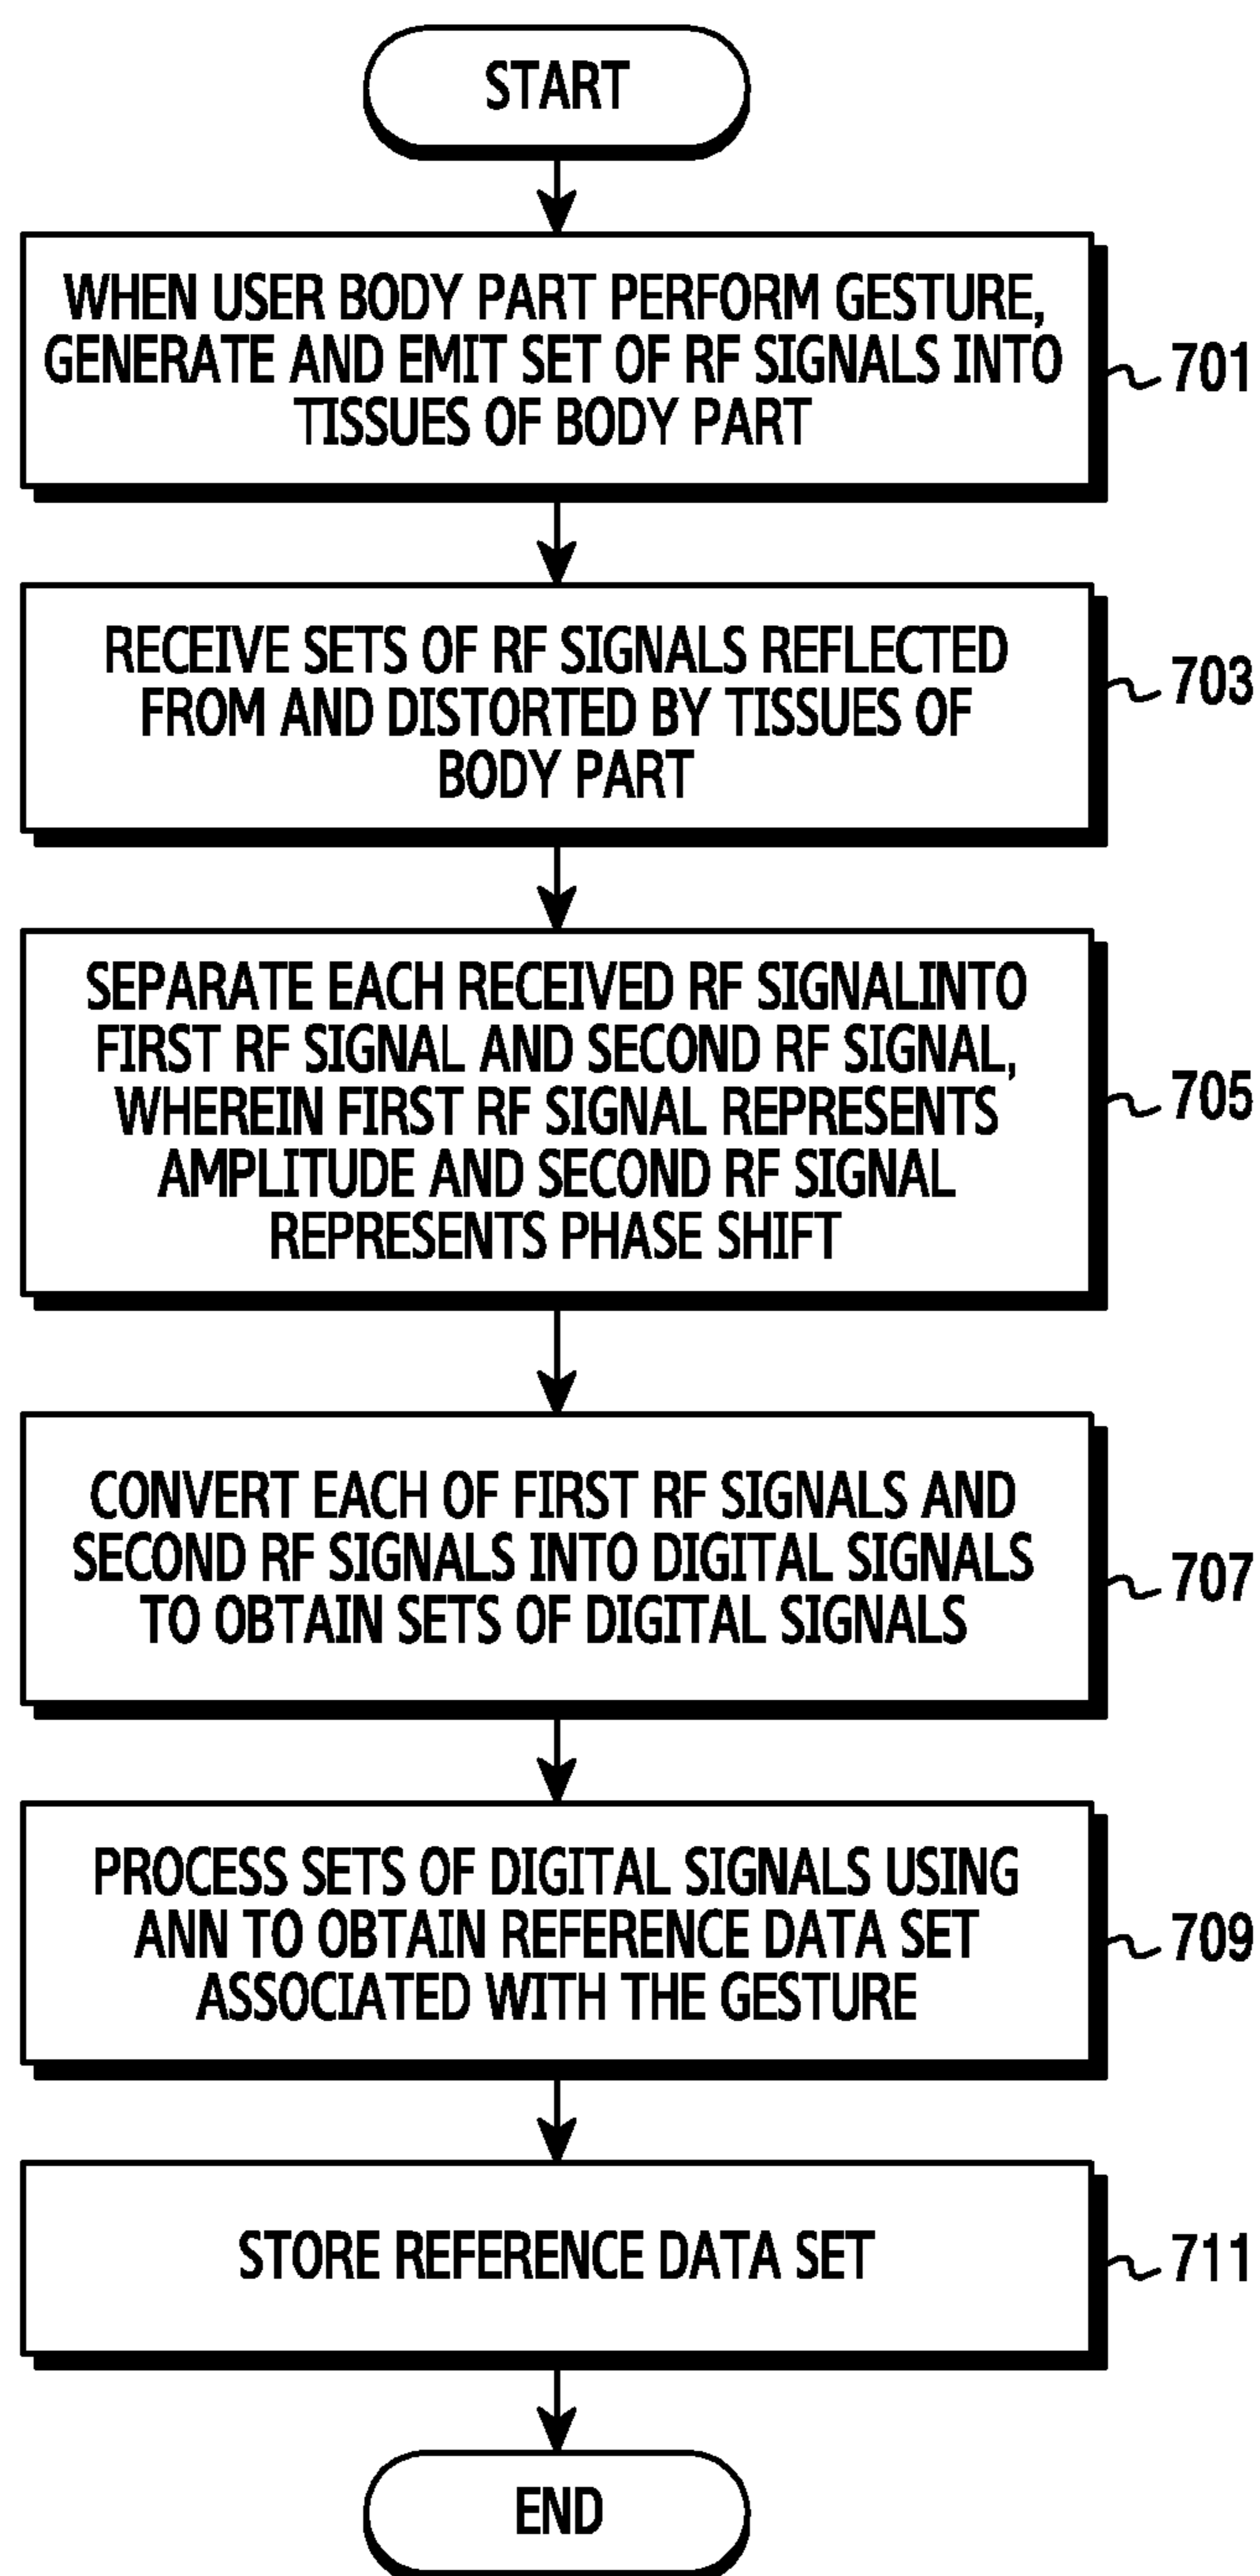 START
WHEN USER BODY PART PERFORM GESTURE,
GENERATE AND EMIT SET OF RF SIGNALS INTO
TISSUES OF BODY PART
701
RECEIVE SETS OF RF SIGNALS REFLECTED
FROM AND DISTORTED BY TISSUES OF
BODY PART
703
SEPARATE EACH RECEIVED RF SIGNALINTO
FIRST RF SIGNAL AND SECOND RF SIGNAL,
WHEREIN FIRST RF SIGNAL REPRESENTS
AMPLITUDE AND SECOND RF SIGNAL
REPRESENTS PHASE SHIFT
705
CONVERT EACH OF FIRST RF SIGNALS AND
SECOND RF SIGNALS INTO DIGITAL SIGNALS
TO OBTAIN SETS OF DIGITAL SIGNALS
707
PROCESS SETS OF DIGITAL SIGNALS USING
ANN TO OBTAIN REFERENCE DATA SET
ASSOCIATED WITH THE GESTURE
709
STORE REFERENCE DATA SET
711
END